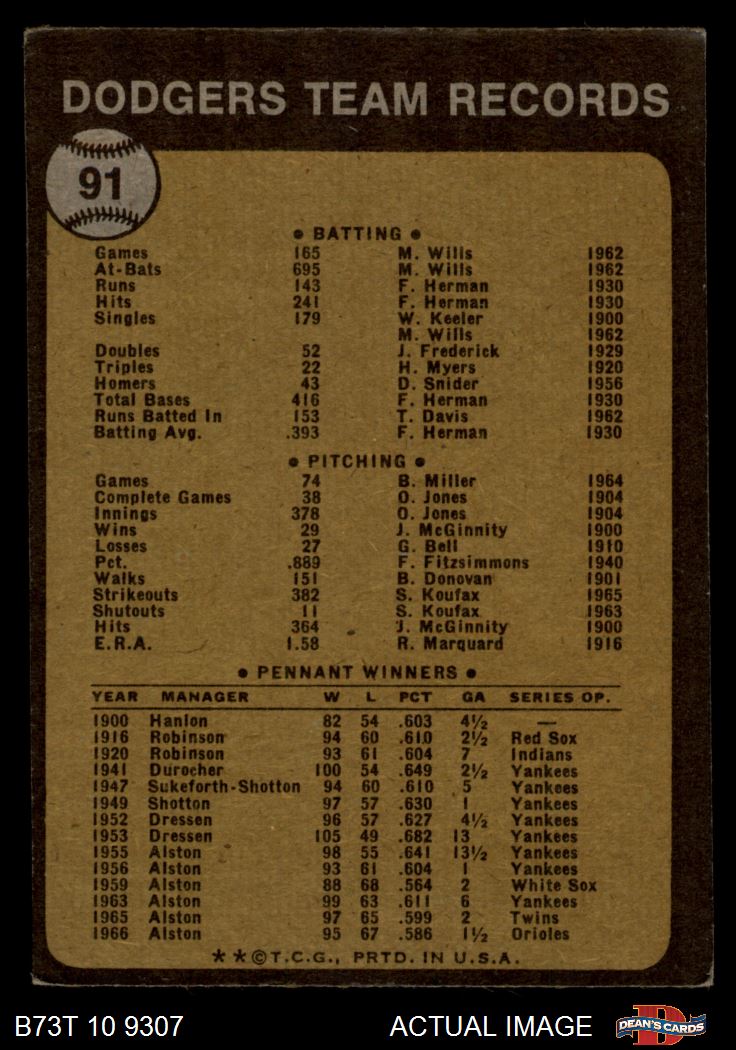 DODGERS TEAM RECORDS
91
• BATTING •
Games 165 M. Wills 1962
At-Bats 695 M. Wills 1962
Runs 143 F. Herman 1930
Hits 241 F. Herman 1930
Singles 179 W. Keeler 1900
M. Wills 1962
Doubles 52 J. Frederick 1929
Triples 22 H. Myers 1920
Homers 43 D. Snider 1956
Total Bases 416 F. Herman 1930
Runs Batted In 153 T. Davis 1962
Batting Avg. .393 F. Herman 1930
• PITCHING •
Games 74 B. Miller 1964
Complete Games 38 O. Jones 1904
Innings 378 O. Jones 1904
Wins 29 J. McGinnity 1900
Losses 27 G. Bell 1910
Pct. .889 F. Fitzsimmons 1940
Walks 151 B. Donovan 1901
Strikeouts 382 S. Koufax 1965
Shutouts 11 S. Koufax 1963
Hits 364 J. McGinnity 1900
E.R.A. 1.58 R. Marquard 1916
• PENNANT WINNERS •
YEAR MANAGER W L PCT GA SERIES OP.
1900 Hanlon 82 54 .603 4½ —
1916 Robinson 94 60 .610 2½ Red Sox
1920 Robinson 93 61 .604 7 Indians
1941 Durocher 100 54 .649 2½ Yankees
1947 Sukeforth-Shotton 94 60 .610 5 Yankees
1949 Shotton 97 57 .630 1 Yankees
1952 Dressen 96 57 .627 4½ Yankees
1953 Dressen 105 49 .682 13 Yankees
1955 Alston 98 55 .641 13½ Yankees
1956 Alston 93 61 .604 1 Yankees
1959 Alston 88 68 .564 2 White Sox
1963 Alston 99 63 .611 6 Yankees
1965 Alston 97 65 .599 2 Twins
1966 Alston 95 67 .586 1½ Orioles
**©T.C.G., PRTD. IN U.S.A.
B73T 10 9307 ACTUAL IMAGE
D
DEAN'S CARDS